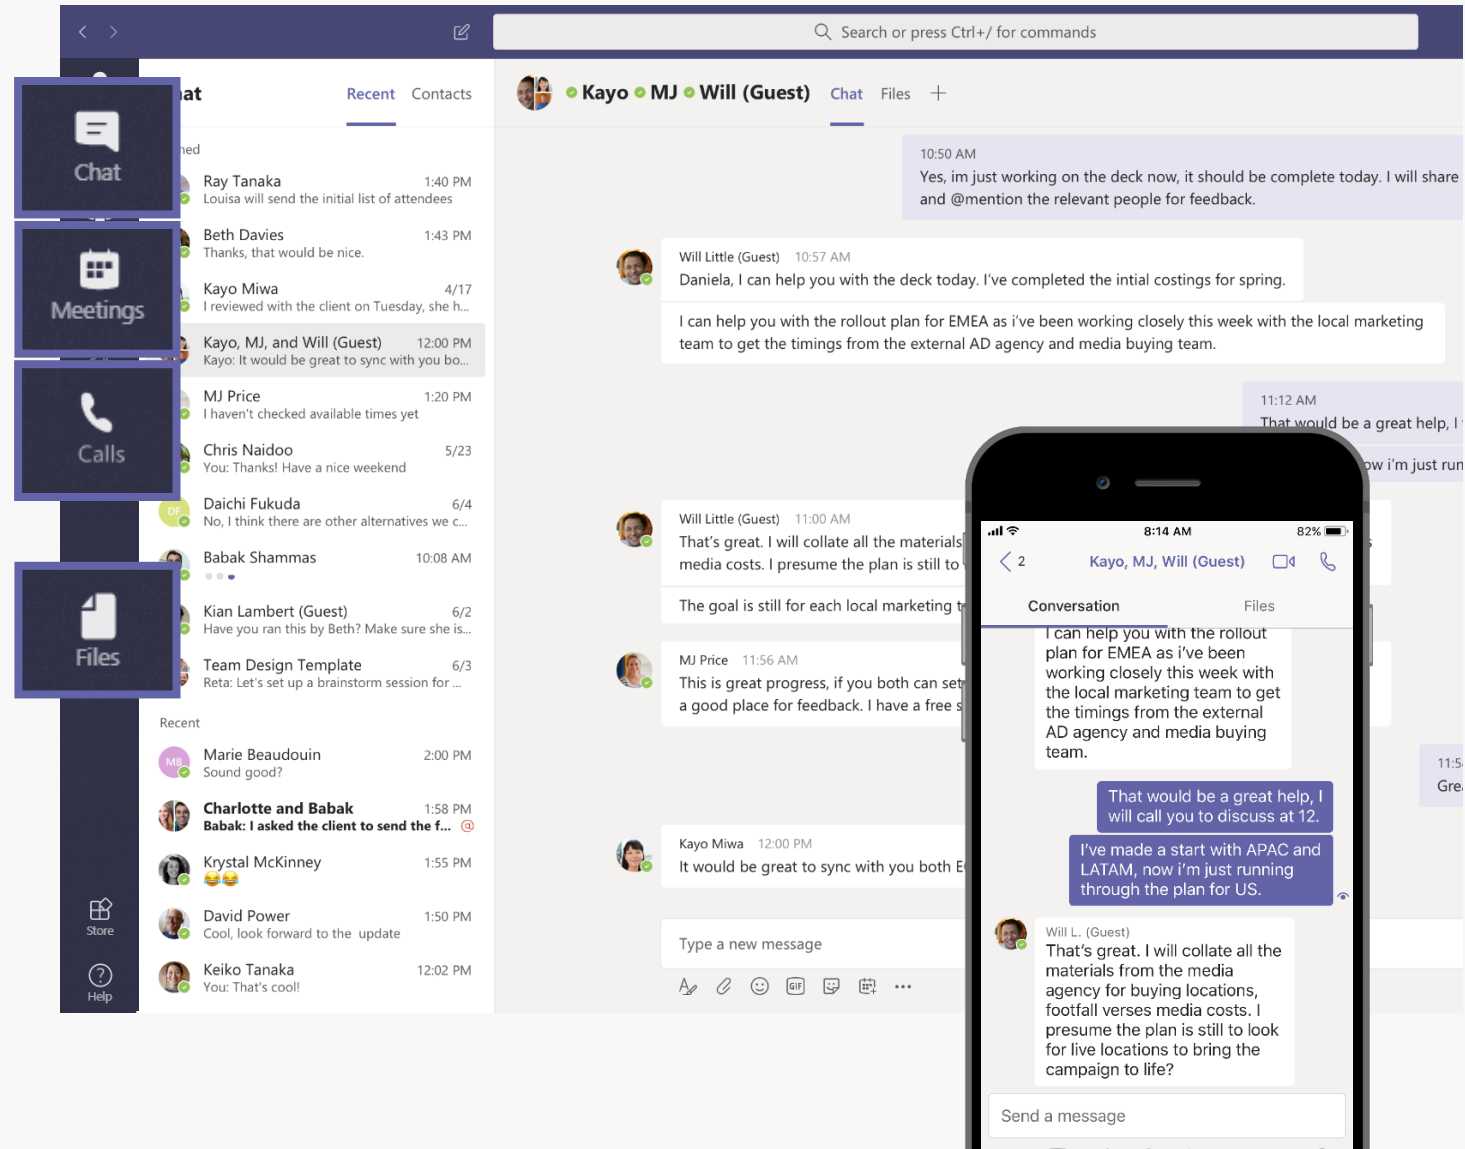 Search or press Ctrl+/ for commands
Chat
Meetings
Calls
Files
Store
Help
at
Recent Contacts
ned
Ray Tanaka 1:40 PM
Louisa will send the initial list of attendees
Beth Davies 1:43 PM
Thanks, that would be nice.
Kayo Miwa 4/17
I reviewed with the client on Tuesday, she h...
Kayo, MJ, and Will (Guest) 12:00 PM
Kayo: It would be great to sync with you bo...
MJ Price 1:20 PM
I haven't checked available times yet
Chris Naidoo 5/23
You: Thanks! Have a nice weekend
DF
Daichi Fukuda 6/4
No, I think there are other alternatives we c...
Babak Shammas 10:08 AM
Kian Lambert (Guest) 6/2
Have you ran this by Beth? Make sure she is...
Team Design Template 6/3
Reta: Let's set up a brainstorm session for ...
Recent
MB
Marie Beaudouin 2:00 PM
Sound good?
Charlotte and Babak 1:58 PM
Babak: I asked the client to send the f... @
Krystal McKinney 1:55 PM
😂😂
David Power 1:50 PM
Cool, look forward to the update
Keiko Tanaka 12:02 PM
You: That's cool!
Kayo MJ Will (Guest) Chat Files +
10:50 AM
Yes, im just working on the deck now, it should be complete today. I will share
and @mention the relevant people for feedback.
Will Little (Guest) 10:57 AM
Daniela, I can help you with the deck today. I've completed the intial costings for spring.
I can help you with the rollout plan for EMEA as i've been working closely this week with the local marketing
team to get the timings from the external AD agency and media buying team.
11:12 AM
That would be a great help, I
ow i'm just run
Will Little (Guest) 11:00 AM
That's great. I will collate all the materials
media costs. I presume the plan is still to
The goal is still for each local marketing t
MJ Price 11:56 AM
This is great progress, if you both can set
a good place for feedback. I have a free s
11:5
Grea
Kayo Miwa 12:00 PM
It would be great to sync with you both E
Type a new message
GIF
8:14 AM 82%
2 Kayo, MJ, Will (Guest)
Conversation Files
I can help you with the rollout
plan for EMEA as i've been
working closely this week with
the local marketing team to get
the timings from the external
AD agency and media buying
team.
That would be a great help, I
will call you to discuss at 12.
I've made a start with APAC and
LATAM, now i'm just running
through the plan for US.
Will L. (Guest)
That's great. I will collate all the
materials from the media
agency for buying locations,
footfall verses media costs. I
presume the plan is still to look
for live locations to bring the
campaign to life?
Send a message